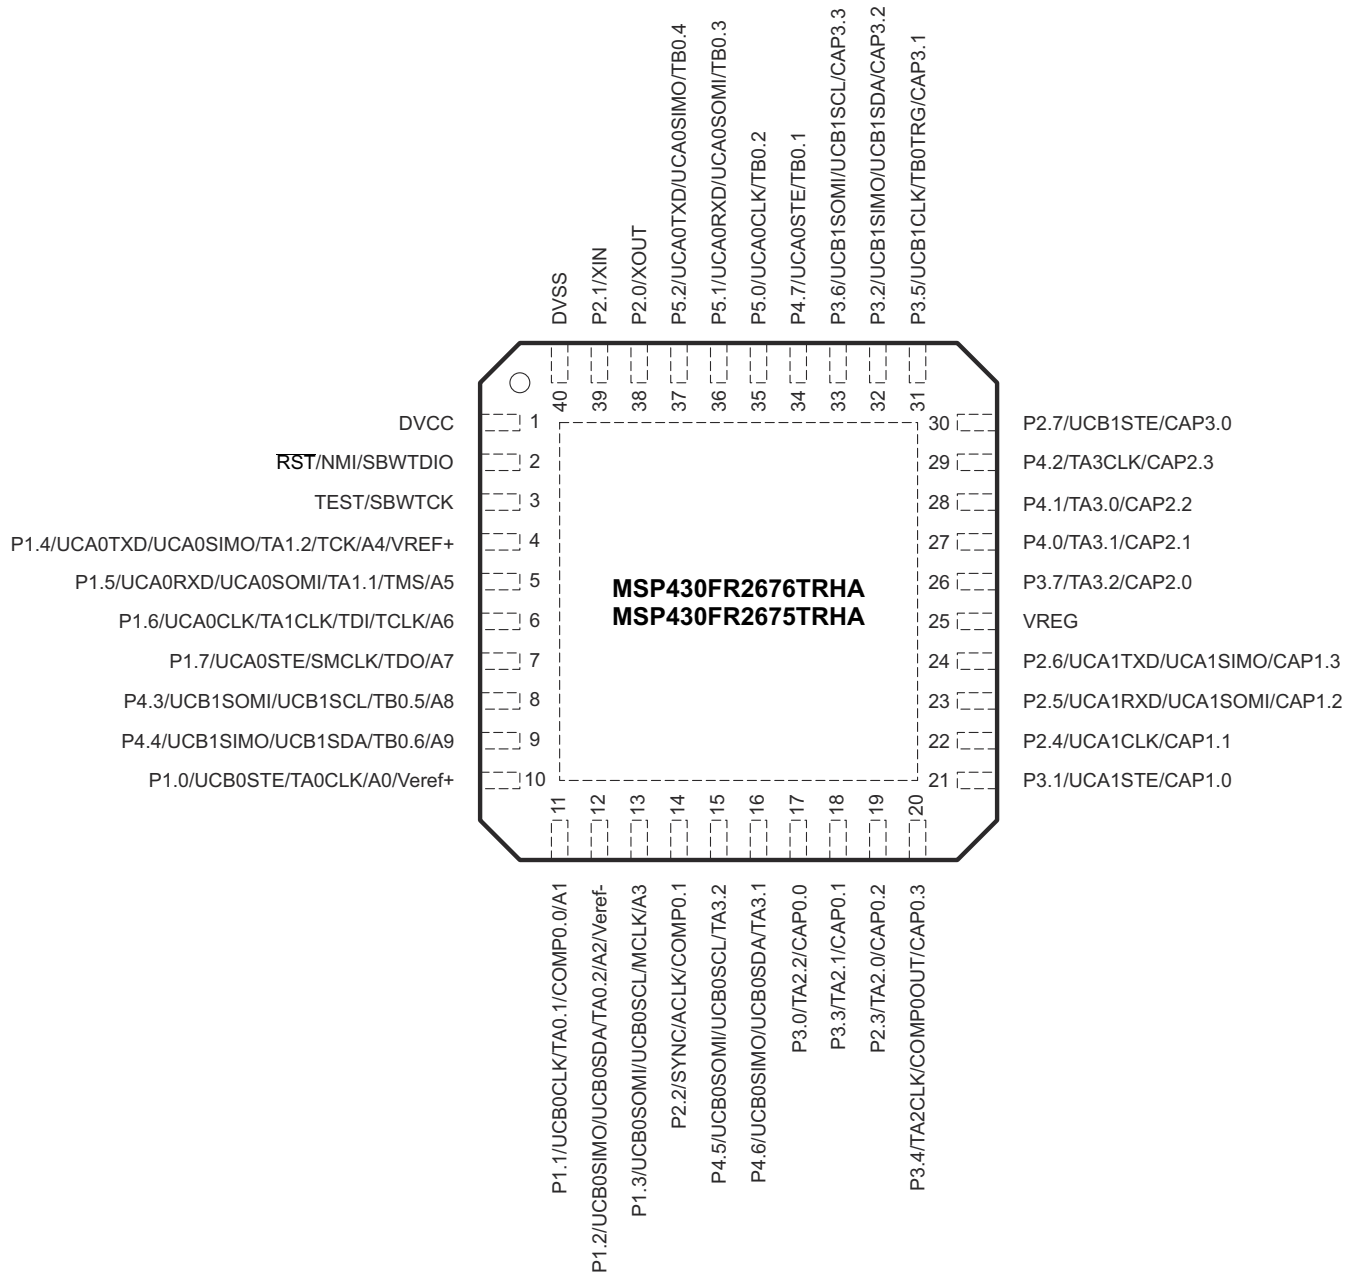 DVSS
P2.1/XIN
P2.0/XOUT
P5.2/UCA0TXD/UCA0SIMO/TB0.4
P5.1/UCA0RXD/UCA0SOMI/TB0.3
P5.0/UCA0CLK/TB0.2
P4.7/UCA0STE/TB0.1
P3.6/UCB1SOMI/UCB1SCL/CAP3.3
P3.2/UCB1SIMO/UCB1SDA/CAP3.2
P3.5/UCB1CLK/TB0TRG/CAP3.1
40
39
38
37
36
35
34
33
32
31
DVCC 1
RST/NMI/SBWTDIO 2
TEST/SBWTCK 3
P1.4/UCA0TXD/UCA0SIMO/TA1.2/TCK/A4/VREF+ 4
P1.5/UCA0RXD/UCA0SOMI/TA1.1/TMS/A5 5
P1.6/UCA0CLK/TA1CLK/TDI/TCLK/A6 6
P1.7/UCA0STE/SMCLK/TDO/A7 7
P4.3/UCB1SOMI/UCB1SCL/TB0.5/A8 8
P4.4/UCB1SIMO/UCB1SDA/TB0.6/A9 9
P1.0/UCB0STE/TA0CLK/A0/Veref+ 10
MSP430FR2676TRHA
MSP430FR2675TRHA
30 P2.7/UCB1STE/CAP3.0
29 P4.2/TA3CLK/CAP2.3
28 P4.1/TA3.0/CAP2.2
27 P4.0/TA3.1/CAP2.1
26 P3.7/TA3.2/CAP2.0
25 VREG
24 P2.6/UCA1TXD/UCA1SIMO/CAP1.3
23 P2.5/UCA1RXD/UCA1SOMI/CAP1.2
22 P2.4/UCA1CLK/CAP1.1
21 P3.1/UCA1STE/CAP1.0
11
12
13
14
15
16
17
18
19
20
P1.1/UCB0CLK/TA0.1/COMP0.0/A1
P1.2/UCB0SIMO/UCB0SDA/TA0.2/A2/Veref-
P1.3/UCB0SOMI/UCB0SCL/MCLK/A3
P2.2/SYNC/ACLK/COMP0.1
P4.5/UCB0SOMI/UCB0SCL/TA3.2
P4.6/UCB0SIMO/UCB0SDA/TA3.1
P3.0/TA2.2/CAP0.0
P3.3/TA2.1/CAP0.1
P2.3/TA2.0/CAP0.2
P3.4/TA2CLK/COMP0OUT/CAP0.3